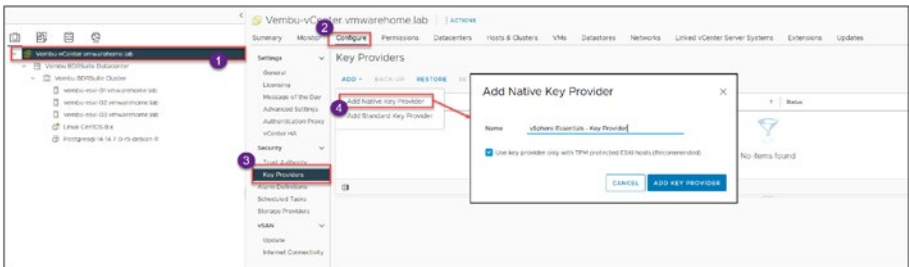 Vembu-vCenter.vmwarehome.lab | ACTIONS
Summary Monitor Configure Permissions Datacenters Hosts & Clusters VMs Datastores Networks Linked vCenter Server Systems Extensions Updates
2
Vembu-vCenter.vmwarehome.lab
1
Vembu BDRSuite Datacenter
Vembu BDRSuite Cluster
vembu-esxi-01.vmwarehome.lab
vembu-esxi-02.vmwarehome.lab
vembu-esxi-03.vmwarehome.lab
Linux CentOS 8.x
Settings
General
Licensing
Message of the Day
Advanced Settings
Authentication Proxy
vCenter HA
Security
3
Trust Authority
Key Providers
Alarm Definitions
Scheduled Tasks
Storage Providers
vSAN
Update
Internet Connectivity
Key Providers
ADD BACK-UP RESTORE
Add Native Key Provider
4
Add Standard Key Provider
Status
No items found
Add Native Key Provider
Name vSphere Essentials - Key Provider
Use key provider only with TPM protected ESXi hosts (Recommended)
CANCEL ADD KEY PROVIDER